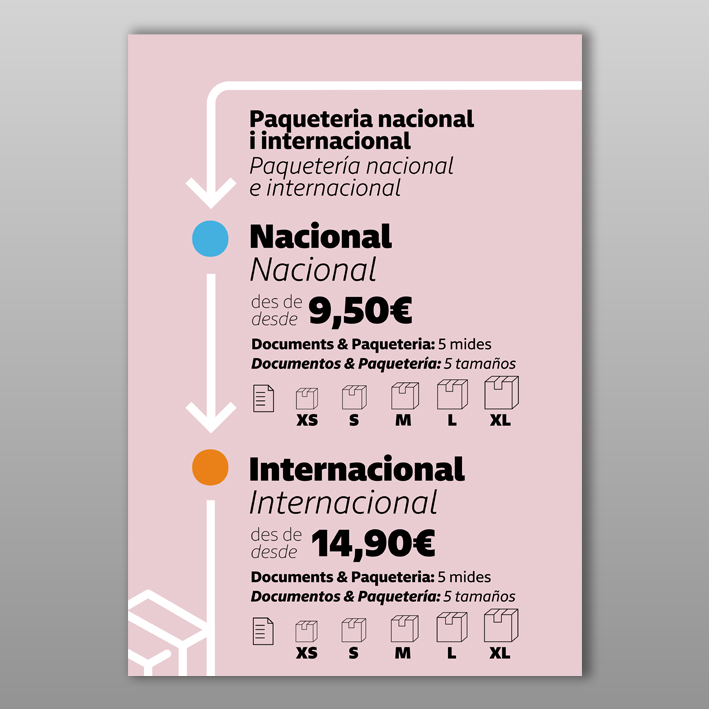 Paqueteria nacional
i internacional
Paquetería nacional
e internacional
Nacional
Nacional
des de
desde
9,50€
Documents & Paqueteria: 5 mides
Documentos & Paquetería: 5 tamaños
XS S M L XL
Internacional
Internacional
des de
desde
14,90€
Documents & Paqueteria: 5 mides
Documentos & Paquetería: 5 tamaños
XS S M L XL